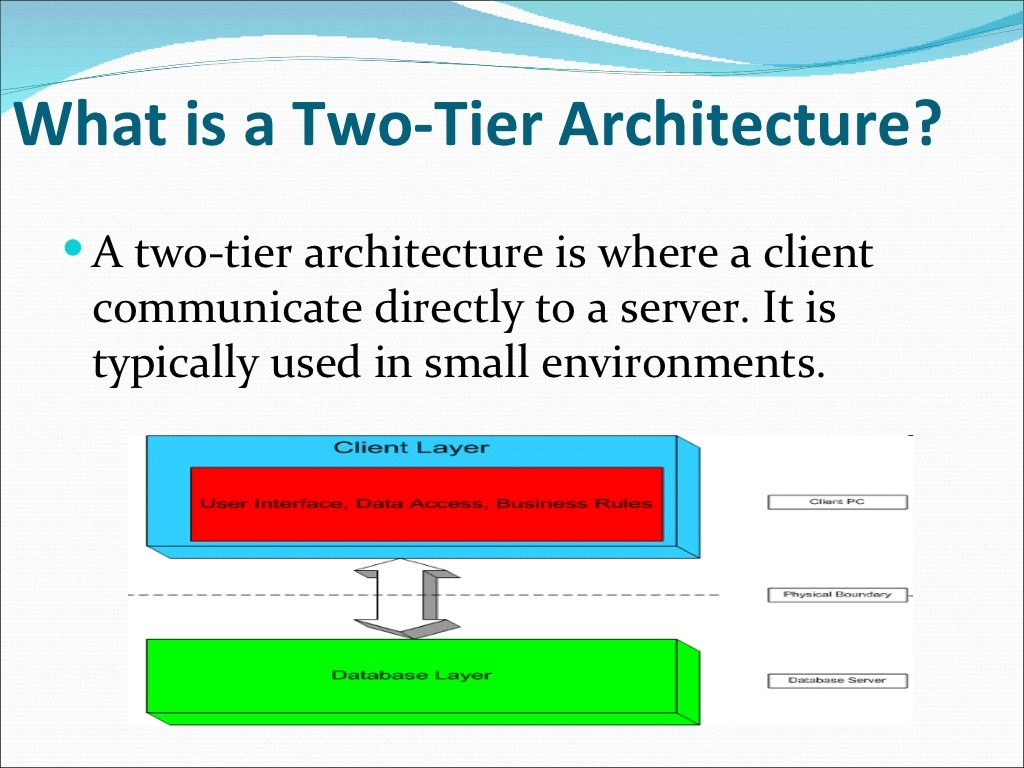 What is a Two-Tier Architecture?
• A two-tier architecture is where a client
communicate directly to a server. It is
typically used in small environments.
Client Layer
User Interface, Data Access, Business Rules
Client PC
Physical Boundary
Database Layer
Database Server